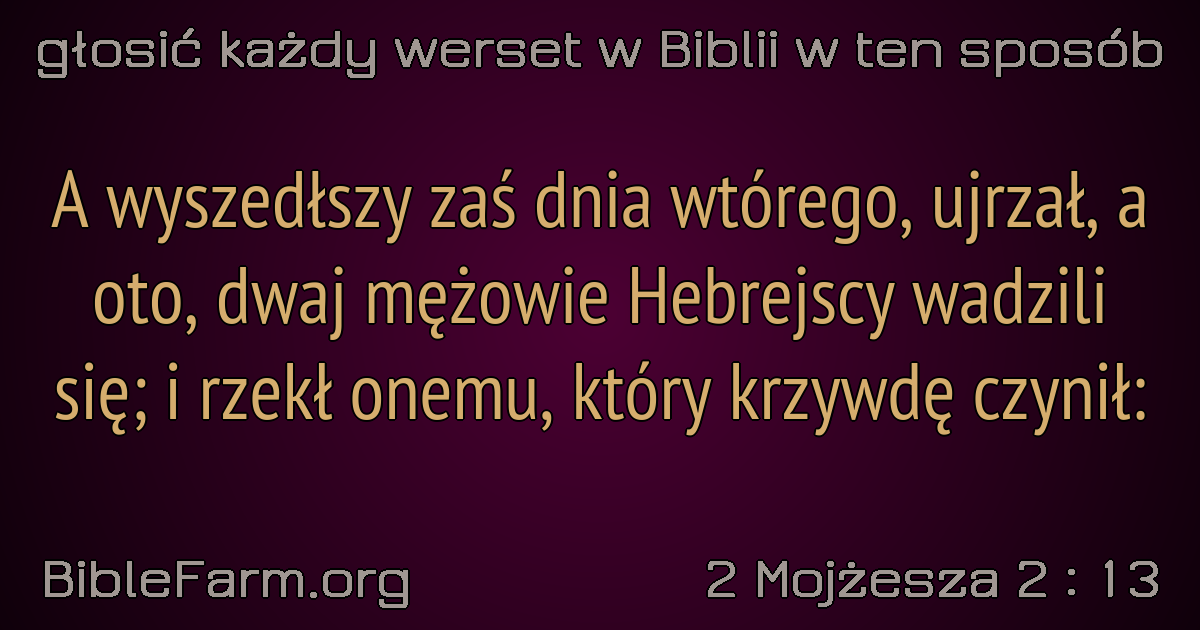 głosić każdy werset w Biblii w ten sposób
A wyszedłszy zaś dnia wtórego, ujrzał, a
oto, dwaj mężowie Hebrejscy wadzili
się; i rzekł onemu, który krzywdę czynił:
BibleFarm.org
2 Mojżesza 2 : 13